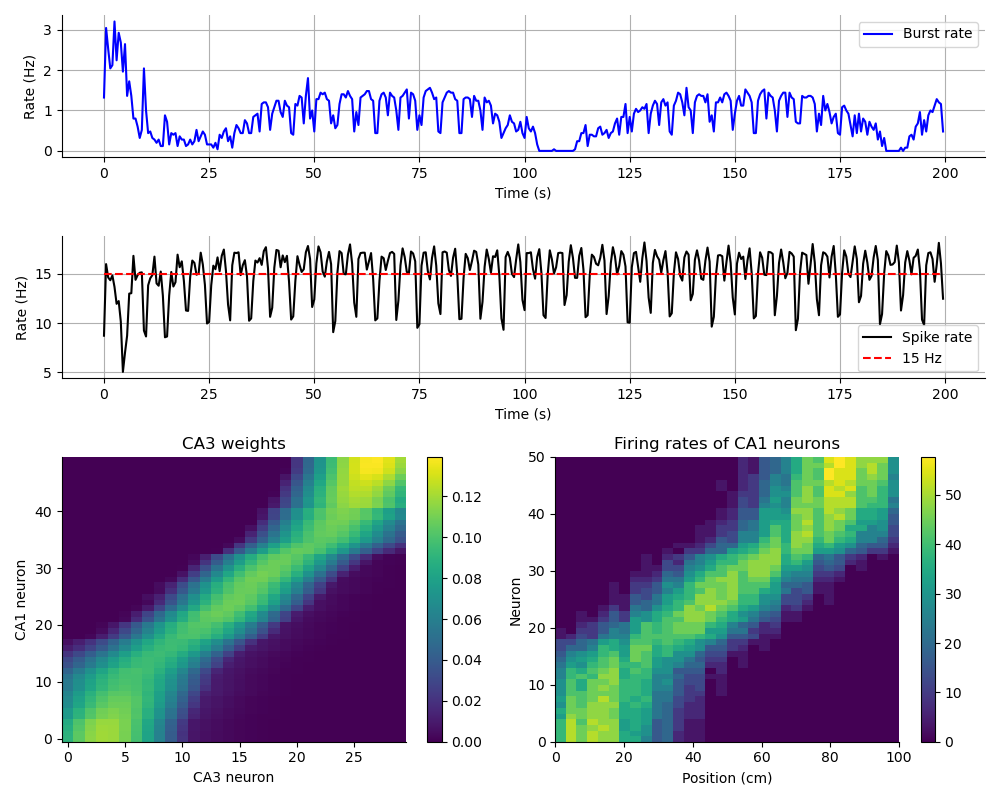 3
2
1
0
Rate (Hz)
Burst rate
0 25 50 75 100 125 150 175 200
Time (s)
15
10
5
Rate (Hz)
Spike rate
15 Hz
0 25 50 75 100 125 150 175 200
Time (s)
CA3 weights
40
30
20
10
0
CA1 neuron
0 5 10 15 20 25
CA3 neuron
0.12
0.10
0.08
0.06
0.04
0.02
0.00
Firing rates of CA1 neurons
50
40
30
20
10
0
Neuron
0 20 40 60 80 100
Position (cm)
50
40
30
20
10
0